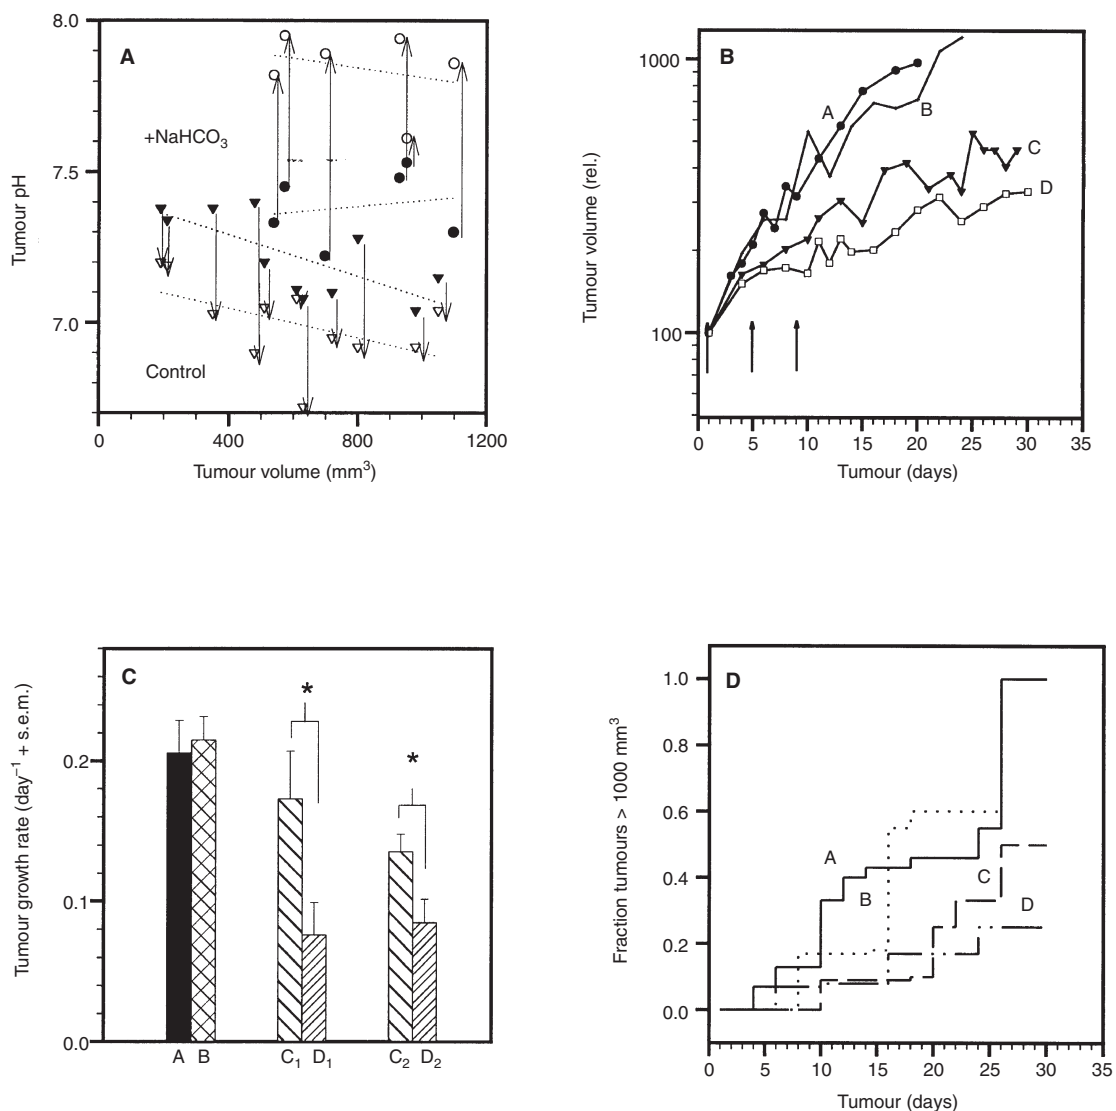 8.0
7.5
7.0
0
400
800
1200
Tumour pH
Tumour volume (mm³)
A
+NaHCO₃
Control
1000
100
0
5
10
15
20
25
30
35
Tumour volume (rel.)
Tumour (days)
B
A
B
C
D
0.2
0.1
0.0
Tumour growth rate (day⁻¹ + s.e.m.)
C
*
*
A B C₁ D₁ C₂ D₂
1.0
0.8
0.6
0.4
0.2
0.0
0
5
10
15
20
25
30
35
Fraction tumours > 1000 mm³
Tumour (days)
D
A
B
C
D